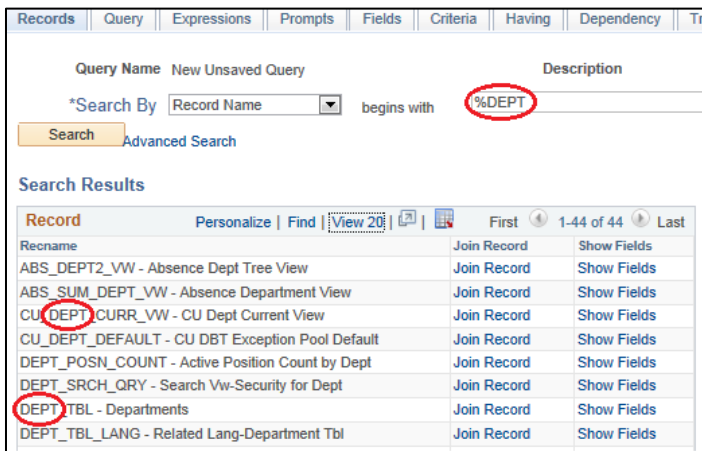 Records Query Expressions Prompts Fields Criteria Having Dependency
Query Name New Unsaved Query Description
*Search By Record Name begins with %DEPT
Search Advanced Search
Search Results
Record Personalize | Find | View 20 | | First 1-44 of 44 Last
Recname Join Record Show Fields
ABS_DEPT2_VW - Absence Dept Tree View Join Record Show Fields
ABS_SUM_DEPT_VW - Absence Department View Join Record Show Fields
CU_DEPT_CURR_VW - CU Dept Current View Join Record Show Fields
CU_DEPT_DEFAULT - CU DBT Exception Pool Default Join Record Show Fields
DEPT_POSN_COUNT - Active Position Count by Dept Join Record Show Fields
DEPT_SRCH_QRY - Search Vw-Security for Dept Join Record Show Fields
DEPT_TBL - Departments Join Record Show Fields
DEPT_TBL_LANG - Related Lang-Department Tbl Join Record Show Fields